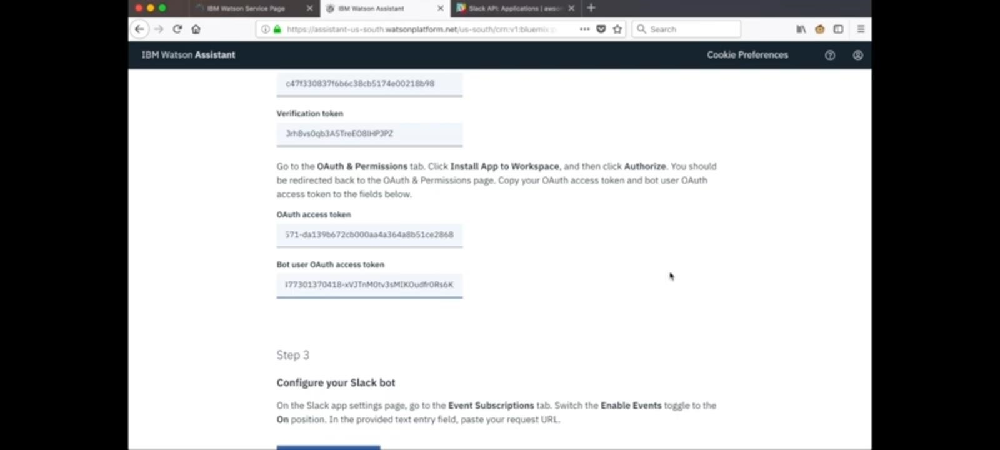 IBM Watson Service Page
IBM Watson Assistant
Slack API: Applications | awso
https://assistant-us-south.watsonplatform.net/us-south/crn:v1:bluemix:p
Search
IBM Watson Assistant
Cookie Preferences
c47f330837f6b6c38cb5174e00218b98
Verification token
Jrh8vs0qb3A5TreEO8IHPJPZ
Go to the OAuth & Permissions tab. Click Install App to Workspace, and then click Authorize. You should
be redirected back to the OAuth & Permissions page. Copy your OAuth access token and bot user OAuth
access token to the fields below.
OAuth access token
571-da139b672cb000aa4a364a8b51ce2868
Bot user OAuth access token
77301370418-xVJTnM0tv3sMIKOudfr0Rs6K
Step 3
Configure your Slack bot
On the Slack app settings page, go to the Event Subscriptions tab. Switch the Enable Events toggle to the
On position. In the provided text entry field, paste your request URL.